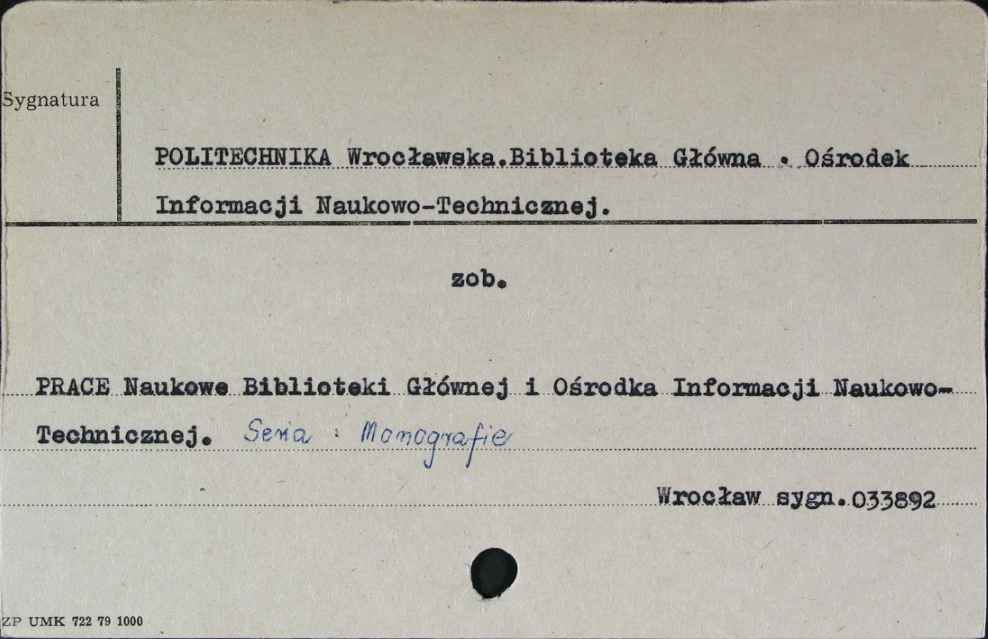 Sygnatura
POLITECHNIKA Wrocławska.Biblioteka Główna . Ośrodek
Informacji Naukowo-Technicznej.
zob.
PRACE Naukowe Biblioteki Głównej i Ośrodka Informacji Naukowo-
Technicznej. Seria : Monografie
Wrocław sygn.033892
ZP UMK 722 79 1000